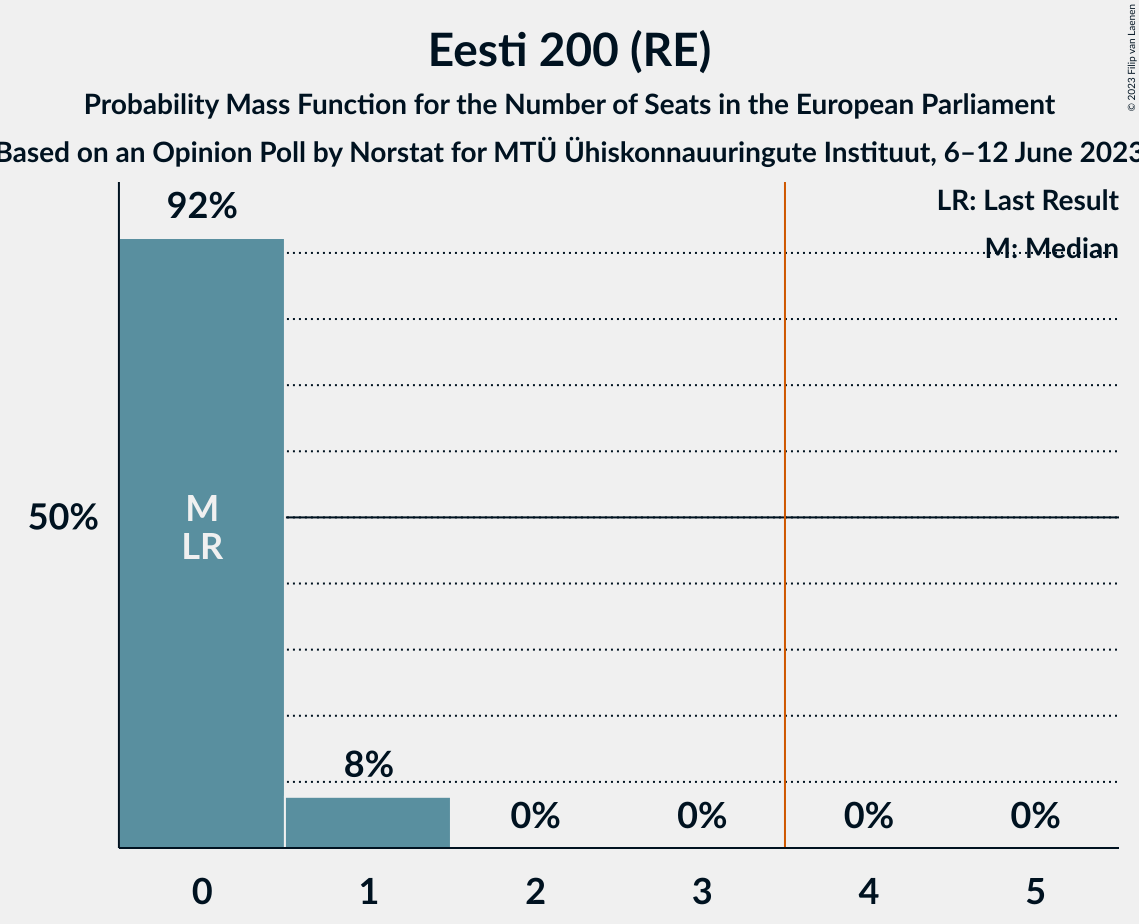 Eesti 200 (RE)
Probability Mass Function for the Number of Seats in the European Parliament
Based on an Opinion Poll by Norstat for MTÜ Ühiskonnauuringute Instituut, 6–12 June 2023
© 2023 Filip van Laenen
LR: Last Result
M: Median
92%
50%
M
LR
8%
0%
0%
0%
0%
0
1
2
3
4
5